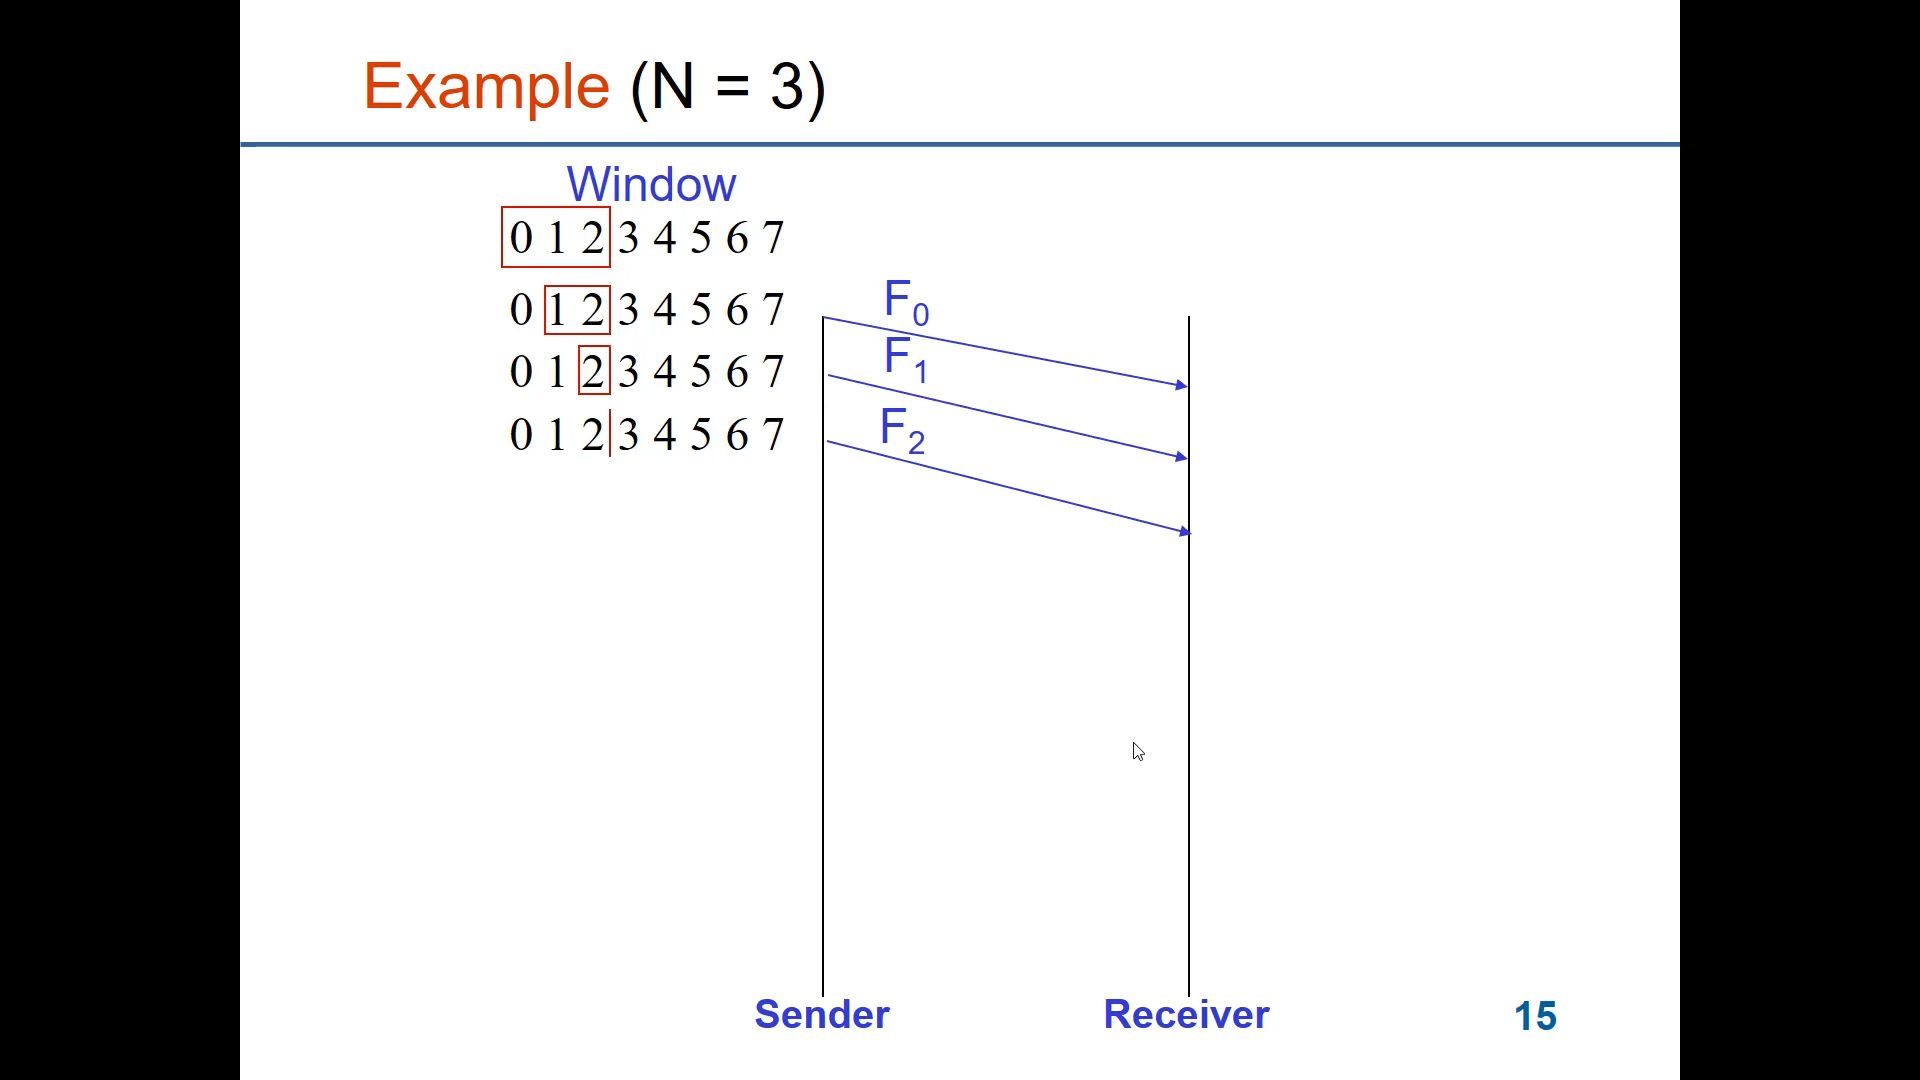 Example (N = 3)
Window
0 1 2 3 4 5 6 7
0 1 2 3 4 5 6 7
0 1 2 3 4 5 6 7
0 1 2 3 4 5 6 7
F0
F1
F2
Sender
Receiver
15